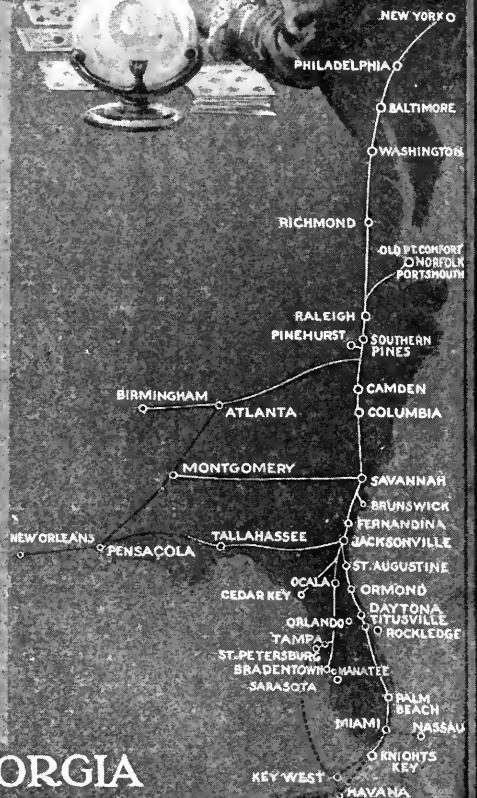 NEW YORK
PHILADELPHIA
BALTIMORE
WASHINGTON
RICHMOND
OLD PT. COMFORT
NORFOLK
PORTSMOUTH
RALEIGH
PINEHURST
SOUTHERN
PINES
CAMDEN
BIRMINGHAM
ATLANTA
COLUMBIA
MONTGOMERY
SAVANNAH
BRUNSWICK
FERNANDINA
NEW ORLEANS
PENSACOLA
TALLAHASSEE
JACKSONVILLE
ST. AUGUSTINE
OCALA
CEDAR KEY
ORMOND
DAYTONA
ORLANDO
TITUSVILLE
ROCKLEDGE
TAMPA
ST. PETERSBURG
BRADENTOWN
MANATEE
SARASOTA
PALM
BEACH
MIAMI
NASSAU
KNIGHTS
KEY
ORGIA
KEY WEST
HAVANA